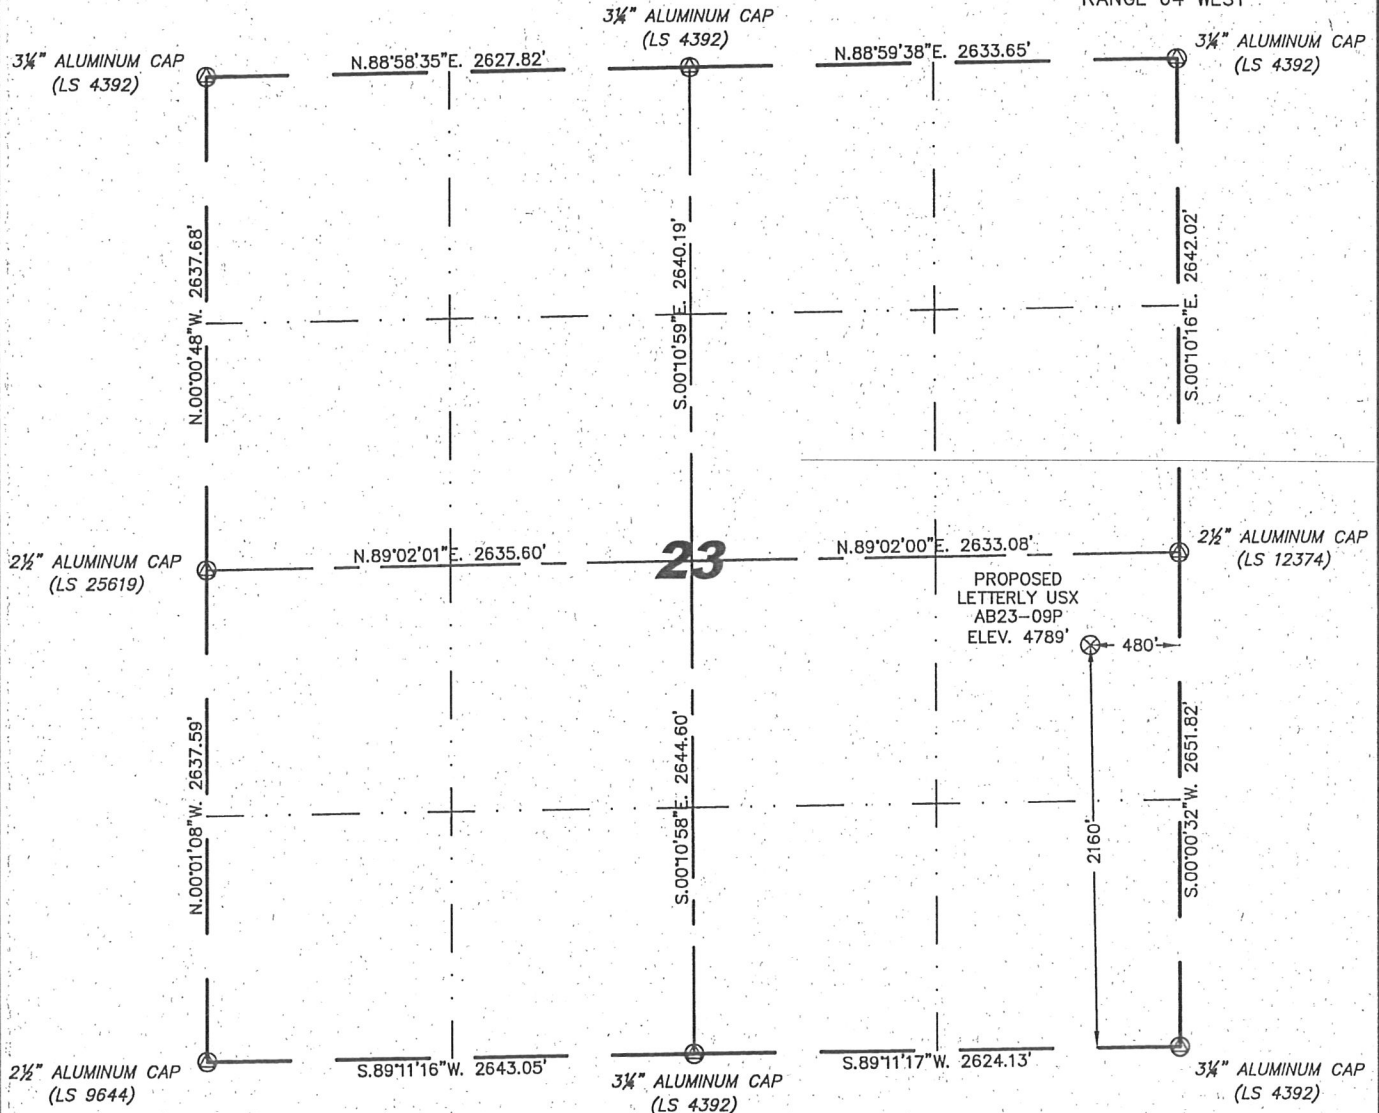 RANGE 64 WEST
3¼" ALUMINUM CAP
(LS 4392)
3¼" ALUMINUM CAP
(LS 4392)
3¼" ALUMINUM CAP
(LS 4392)
N.88°58'35"E. 2627.82'
N.88°59'38"E. 2633.65'
N.00°00'48"W. 2637.68'
S.00°10'59"E. 2640.19'
S.00°10'16"E. 2642.02'
2½" ALUMINUM CAP
(LS 25619)
N.89°02'01"E. 2635.60'
23
N.89°02'00"E. 2633.08'
2½" ALUMINUM CAP
(LS 12374)
PROPOSED
LETTERLY USX
AB23-09P
ELEV. 4789'
480'
N.00°01'08"W. 2637.59'
S.00°10'58"E. 2644.60'
2160'
S.00°00'32"W. 2651.82'
2½" ALUMINUM CAP
(LS 9644)
S.89°11'16"W. 2643.05'
3¼" ALUMINUM CAP
(LS 4392)
S.89°11'17"W. 2624.13'
3¼" ALUMINUM CAP
(LS 4392)